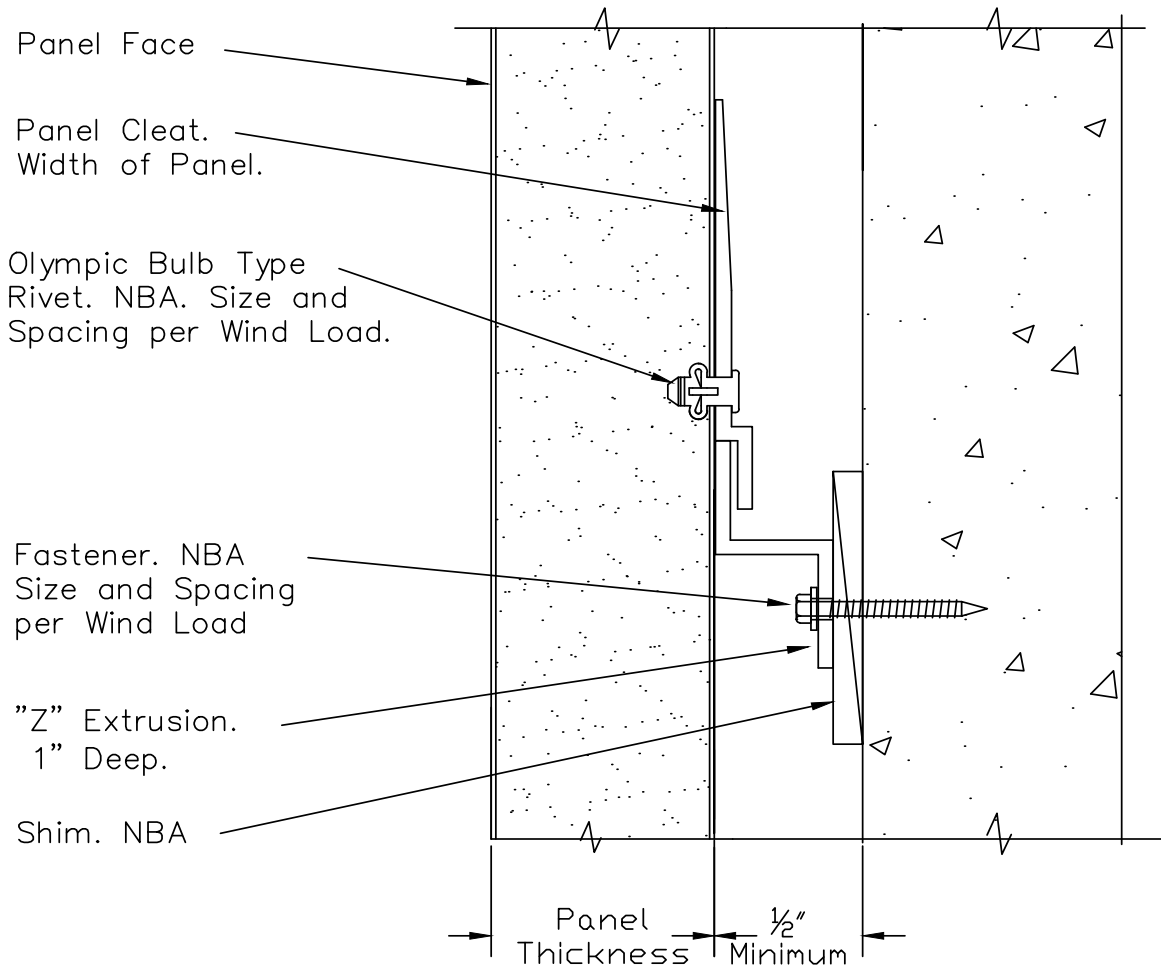 Panel Face
Panel Cleat.
Width of Panel.
Olympic Bulb Type
Rivet. NBA. Size and
Spacing per Wind Load.
Fastener. NBA
Size and Spacing
per Wind Load
"Z" Extrusion.
1" Deep.
Shim. NBA
Panel
Thickness
½"
Minimum